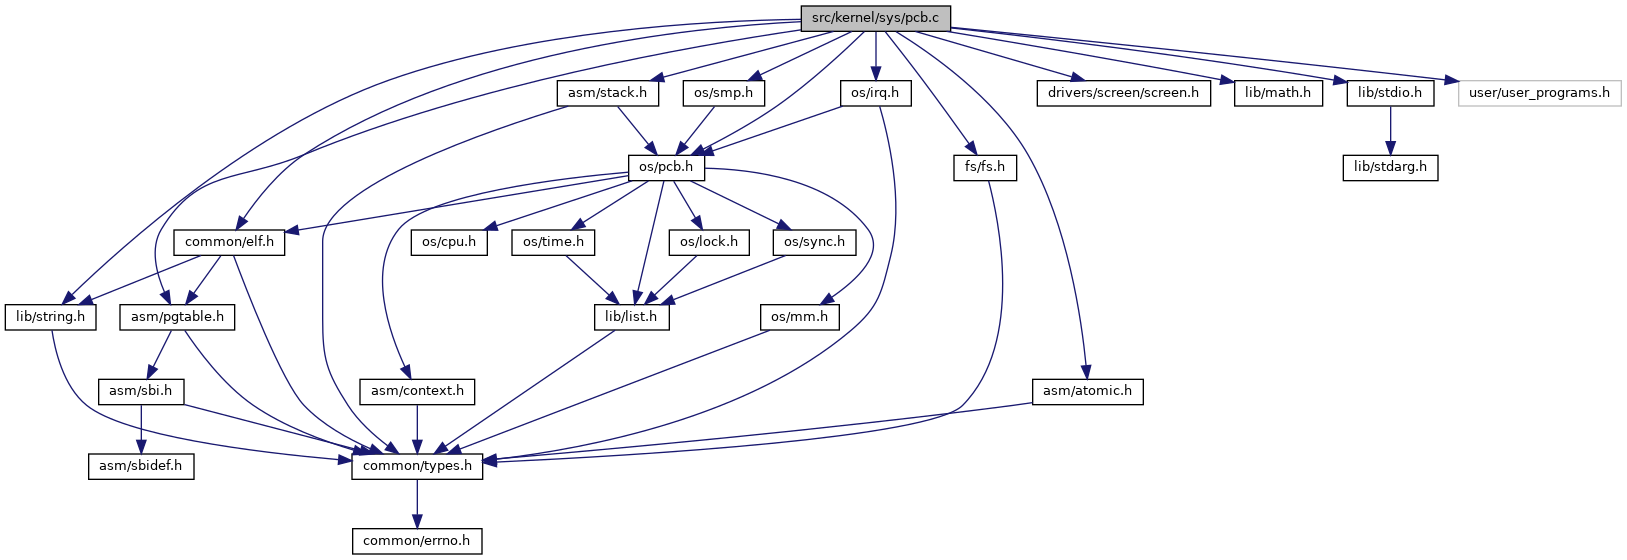 src/kernel/sys/pcb.c
asm/stack.h
os/smp.h
os/irq.h
drivers/screen/screen.h
lib/math.h
lib/stdio.h
user/user_programs.h
os/pcb.h
fs/fs.h
lib/stdarg.h
common/elf.h
os/cpu.h
os/time.h
os/lock.h
os/sync.h
lib/string.h
asm/pgtable.h
lib/list.h
os/mm.h
asm/sbi.h
asm/context.h
asm/atomic.h
asm/sbidef.h
common/types.h
common/errno.h